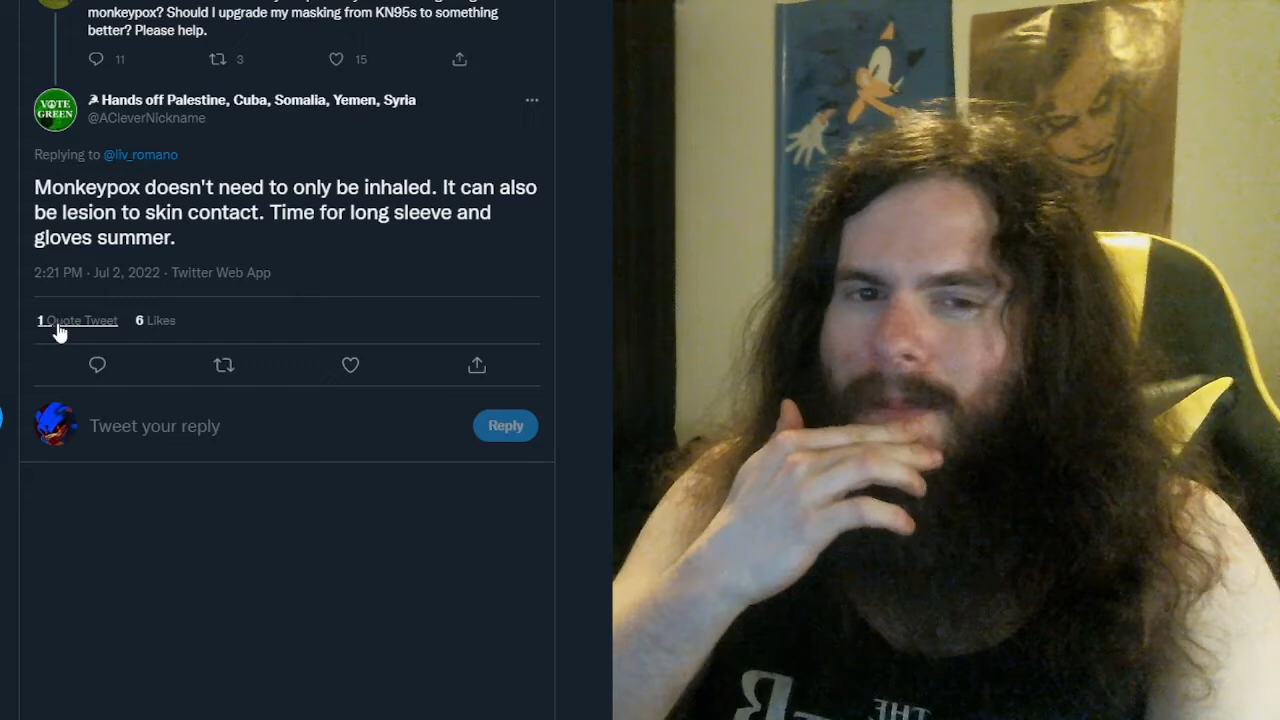 monkeypox? Should I upgrade my masking from KN95s to something
better? Please help.
11 3 15
VOTE
GREEN
Hands off Palestine, Cuba, Somalia, Yemen, Syria
@ACleverNickname
Replying to @liv_romano
Monkeypox doesn't need to only be inhaled. It can also
be lesion to skin contact. Time for long sleeve and
gloves summer.
2:21 PM · Jul 2, 2022 · Twitter Web App
1 Quote Tweet 6 Likes
Tweet your reply
Reply
THE